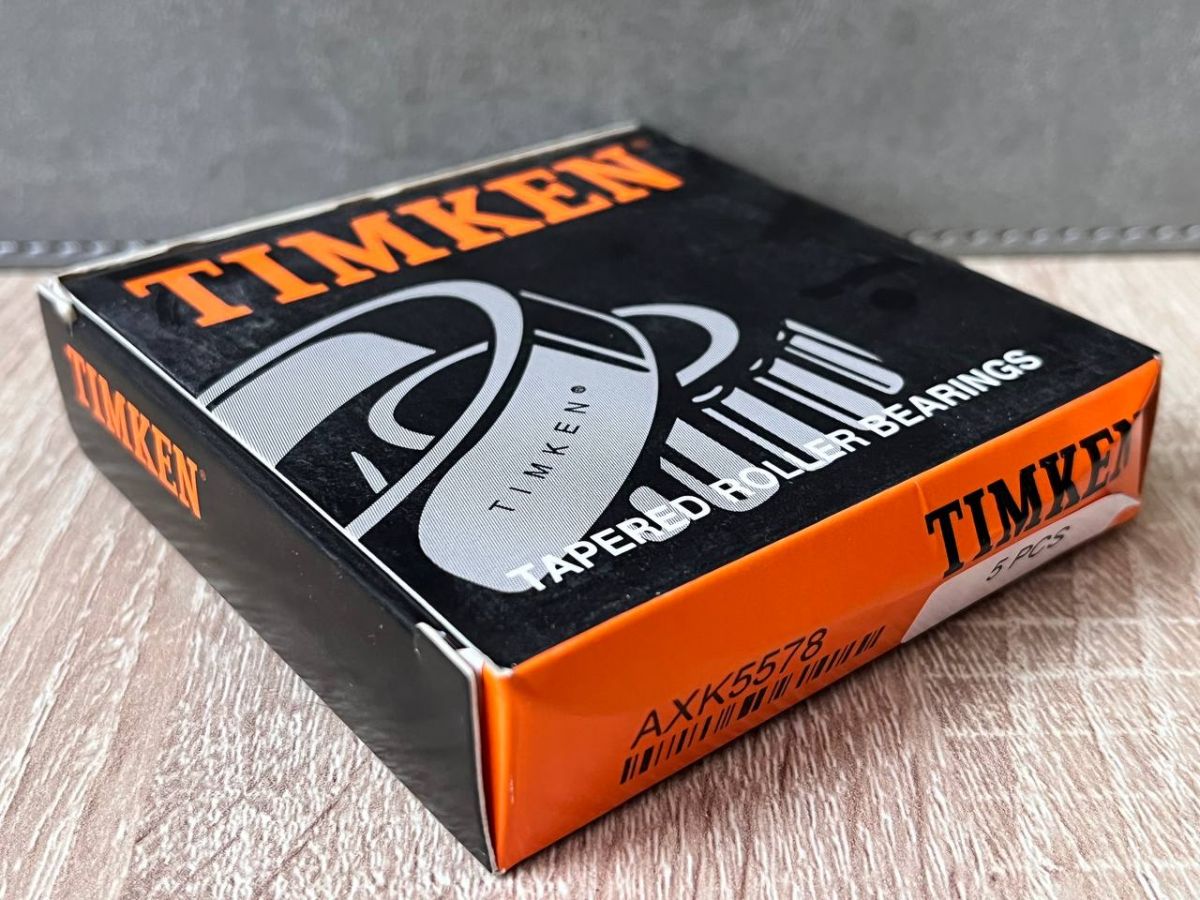 TIMKEN®
TIMKEN®
TIMKEN®
TAPERED ROLLER BEARINGS
TIMKEN
5 PCS
AXK5578